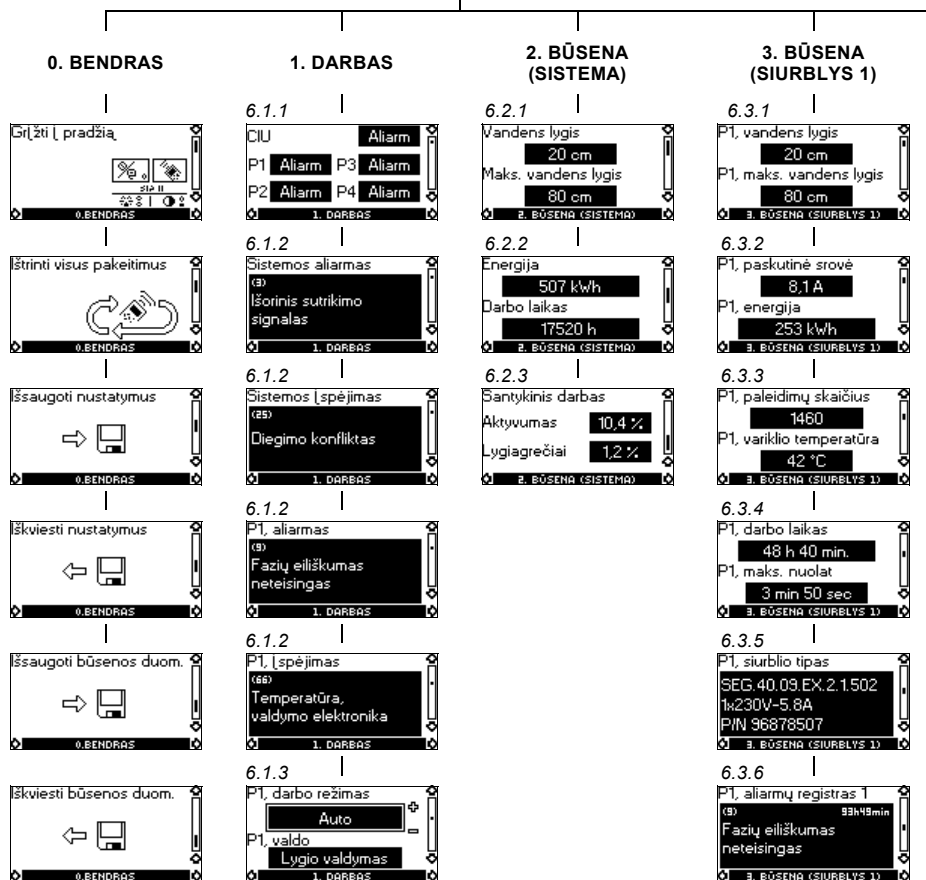 0. BENDRAS
Grįžti į pradžią
0.BENDRAS
Ištrinti visus pakeitimus
0.BENDRAS
Išsaugoti nustatymus
0.BENDRAS
Iškviesti nustatymus
0.BENDRAS
Išsaugoti būsenos duom.
0.BENDRAS
Iškviesti būsenos duom.
0.BENDRAS
1. DARBAS
6.1.1
CIU Aliarm
P1 Aliarm P3 Aliarm
P2 Aliarm P4 Aliarm
1. DARBAS
6.1.2
Sistemos aliarmas
(3)
Išorinis sutrikimo
signalas
1. DARBAS
6.1.2
Sistemos įspėjimas
(25)
Diegimo konfliktas
1. DARBAS
6.1.2
P1, aliarmas
(9)
Fazių eiliškumas
neteisingas
1. DARBAS
6.1.2
P1, įspėjimas
(66)
Temperatūra,
valdymo elektronika
1. DARBAS
6.1.3
P1, darbo režimas
Auto
P1, valdo
Lygio valdymas
1. DARBAS
2. BŪSENA
(SISTEMA)
6.2.1
Vandens lygis
20 cm
Maks. vandens lygis
80 cm
2. BŪSENA (SISTEMA)
6.2.2
Energija
507 kWh
Darbo laikas
17520 h
2. BŪSENA (SISTEMA)
6.2.3
Santykinis darbas
Aktyvumas 10,4 %
Lygiagrečiai 1,2 %
2. BŪSENA (SISTEMA)
3. BŪSENA
(SIURBLYS 1)
6.3.1
P1, vandens lygis
20 cm
P1, maks. vandens lygis
80 cm
3. BŪSENA (SIURBLYS 1)
6.3.2
P1, paskutinė srovė
8,1 A
P1, energija
253 kWh
3. BŪSENA (SIURBLYS 1)
6.3.3
P1, paleidimų skaičius
1460
P1, variklio temperatūra
42 °C
3. BŪSENA (SIURBLYS 1)
6.3.4
P1, darbo laikas
48 h 40 min.
P1, maks. nuolat
3 min 50 sec
3. BŪSENA (SIURBLYS 1)
6.3.5
P1, siurblio tipas
SEG.40.09.EX.2.1.502
1x230V-5.8A
P/N 96878507
3. BŪSENA (SIURBLYS 1)
6.3.6
P1, aliarmų registras 1
(9) 93h49min
Fazių eiliškumas
neteisingas
3. BŪSENA (SIURBLYS 1)